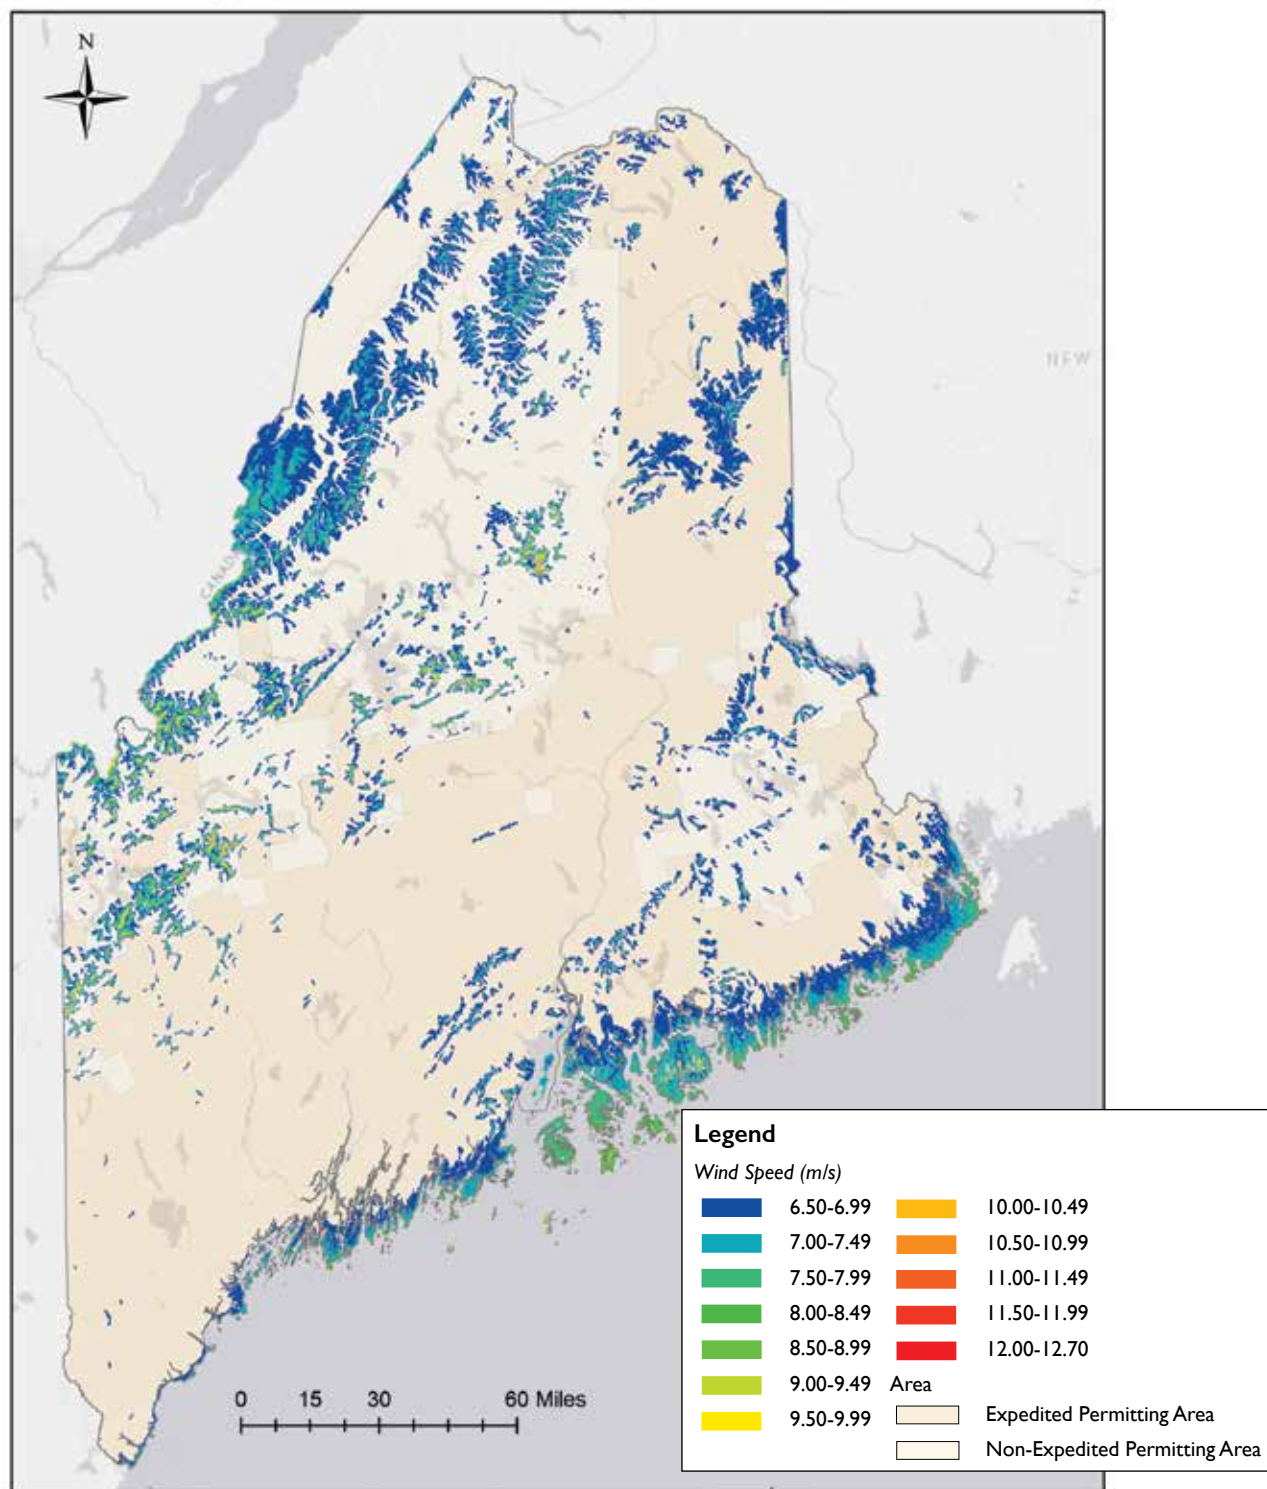 N
NEW
CANADA
MAINE
Legend
Wind Speed (m/s)
6.50-6.99
7.00-7.49
7.50-7.99
8.00-8.49
8.50-8.99
9.00-9.49
9.50-9.99
10.00-10.49
10.50-10.99
11.00-11.49
11.50-11.99
12.00-12.70
Area
Expedited Permitting Area
Non-Expedited Permitting Area
0 15 30 60 Miles